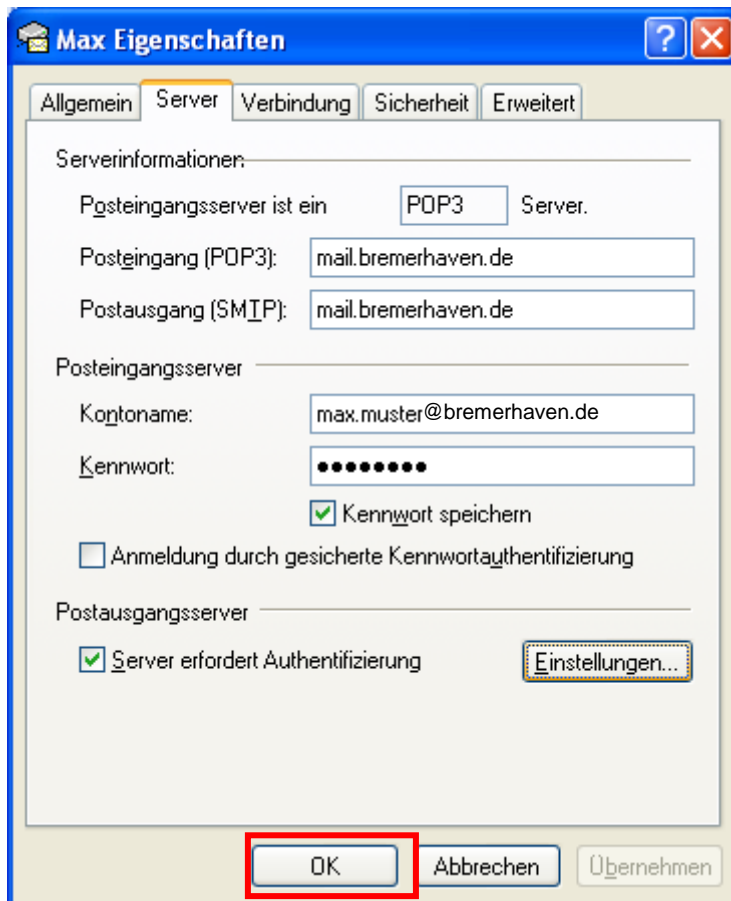 Max Eigenschaften
Allgemein Server Verbindung Sicherheit Erweitert
Serverinformationen
Posteingangsserver ist ein POP3 Server.
Posteingang (POP3): mail.bremerhaven.de
Postausgang (SMTP): mail.bremerhaven.de
Posteingangsserver
Kontoname: max.muster@bremerhaven.de
Kennwort: ●●●●●●●●
Kennwort speichern
Anmeldung durch gesicherte Kennwortauthentifizierung
Postausgangsserver
Server erfordert Authentifizierung Einstellungen...
OK Abbrechen Übernehmen